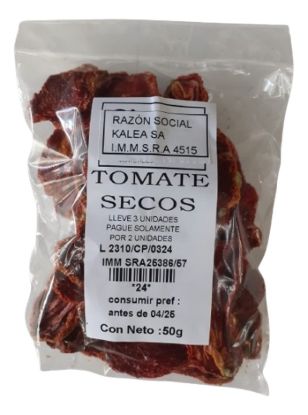 RAZÓN SOCIAL
KALEA SA
I.M.M.S.R.A 4515
TOMATE
SECOS
LLEVE 3 UNIDADES
PAGUE SOLAMENTE
POR 2 UNIDADES
L 2310/CP/0324
IMM SRA25386/57
*24*
consumir pref :
antes de 04/25
Con Neto :50g